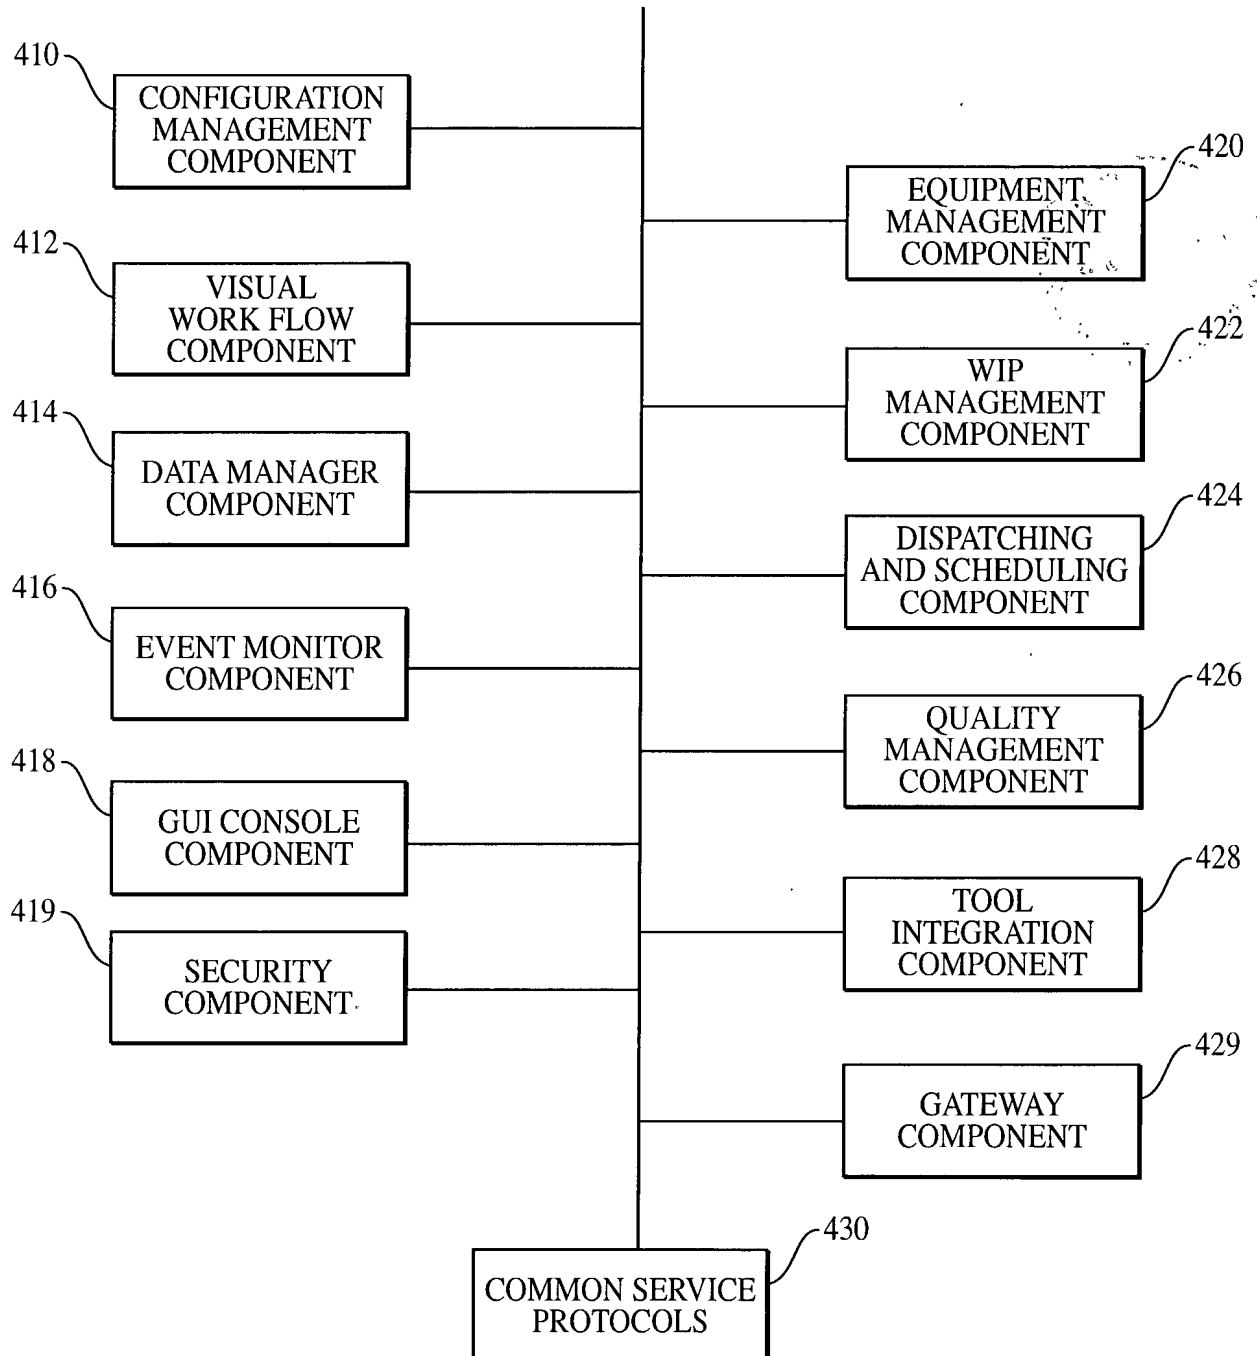 410
CONFIGURATION
MANAGEMENT
COMPONENT
412
VISUAL
WORK FLOW
COMPONENT
414
DATA MANAGER
COMPONENT
416
EVENT MONITOR
COMPONENT
418
GUI CONSOLE
COMPONENT
419
SECURITY
COMPONENT
420
EQUIPMENT
MANAGEMENT
COMPONENT
422
WIP
MANAGEMENT
COMPONENT
424
DISPATCHING
AND SCHEDULING
COMPONENT
426
QUALITY
MANAGEMENT
COMPONENT
428
TOOL
INTEGRATION
COMPONENT
429
GATEWAY
COMPONENT
430
COMMON SERVICE
PROTOCOLS